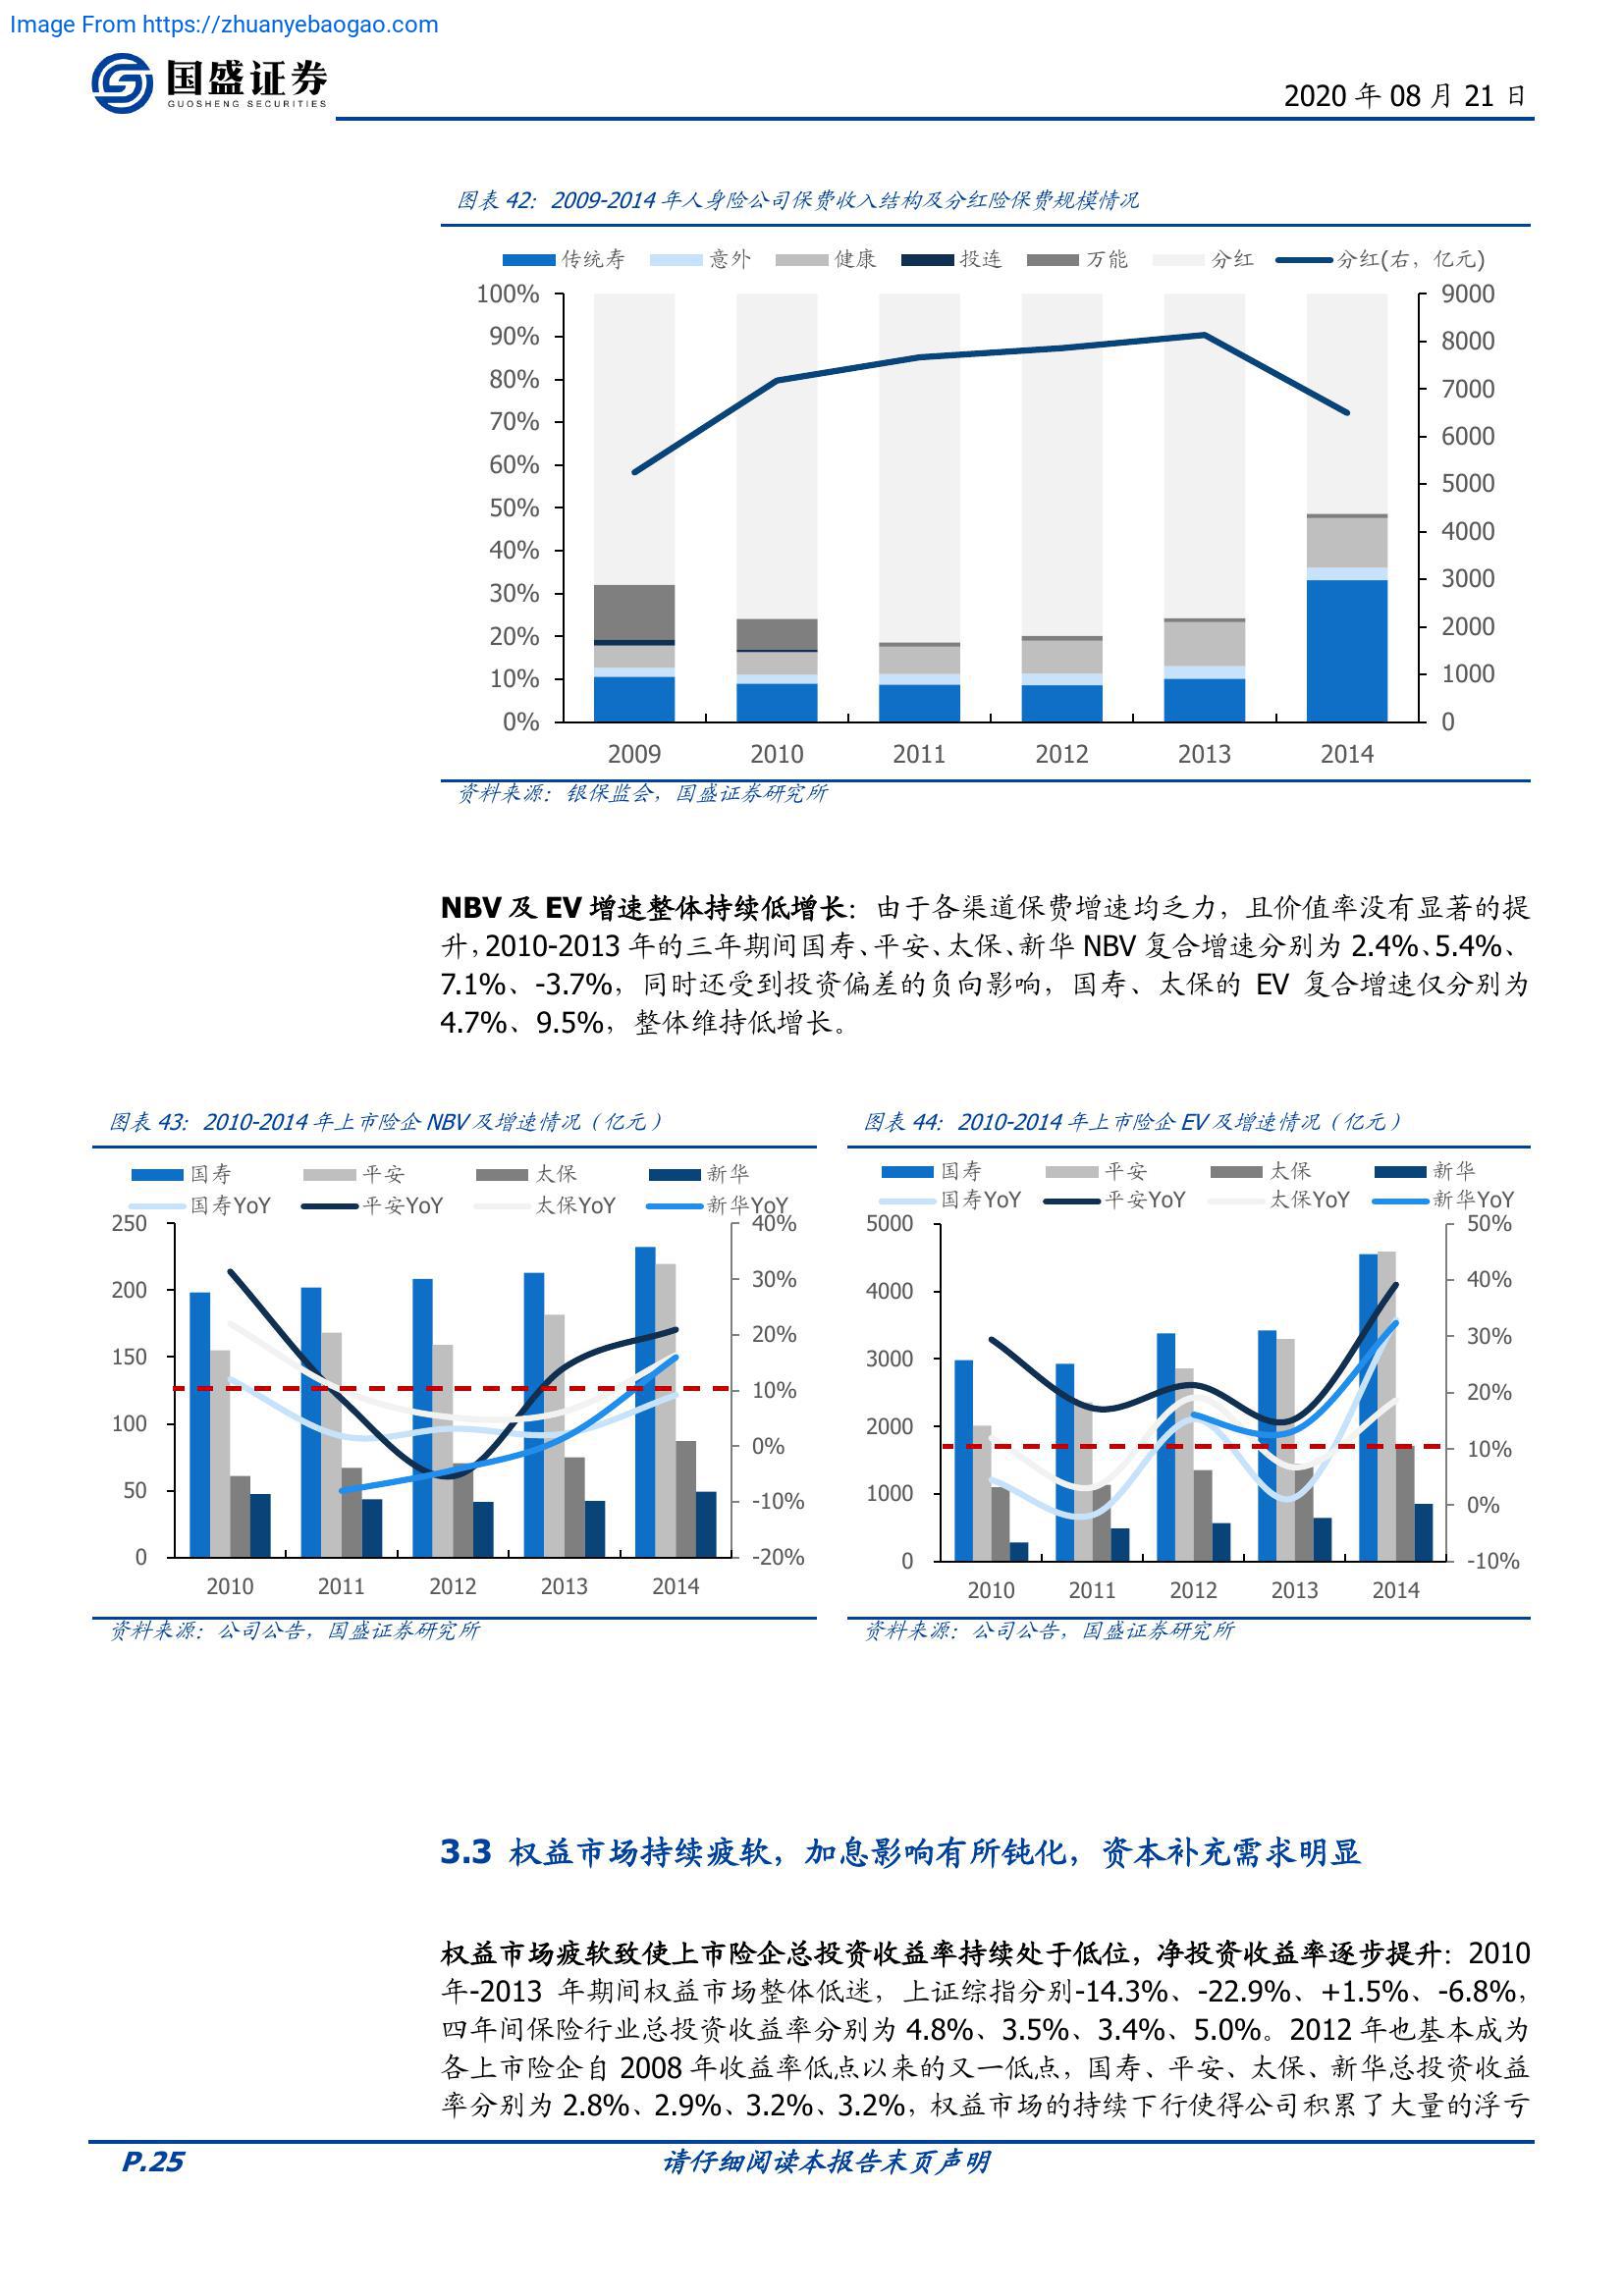 Image From https://zhuanyebaogao.com
国盛证券
GUOSHENG SECURITIES
2020 年 08 月 21 日
图表 42：2009-2014 年人身险公司保费收入结构及分红险保费规模情况
传统寿 意外 健康 投连 万能 分红 分红(右，亿元)
100% 9000
90% 8000
80% 7000
70% 6000
60% 5000
50% 4000
40% 3000
30% 2000
20% 1000
10% 0
0%
2009 2010 2011 2012 2013 2014
资料来源：银保监会，国盛证券研究所
NBV 及 EV 增速整体持续低增长：由于各渠道保费增速均乏力，且价值率没有显著的提
升，2010-2013 年的三年期间国寿、平安、太保、新华 NBV 复合增速分别为 2.4%、5.4%、
7.1%、-3.7%，同时还受到投资偏差的负向影响，国寿、太保的 EV 复合增速仅分别为
4.7%、9.5%，整体维持低增长。
图表 43：2010-2014 年上市险企 NBV 及增速情况（亿元）
国寿 平安 太保 新华
国寿YoY 平安YoY 太保YoY 新华YoY
250 40%
200 30%
150 20%
100 10%
50 0%
0 -10%
-20%
2010 2011 2012 2013 2014
资料来源：公司公告，国盛证券研究所
图表 44：2010-2014 年上市险企 EV 及增速情况（亿元）
国寿 平安 太保 新华
国寿YoY 平安YoY 太保YoY 新华YoY
5000 50%
4000 40%
3000 30%
2000 20%
1000 10%
0 0%
-10%
2010 2011 2012 2013 2014
资料来源：公司公告，国盛证券研究所
3.3 权益市场持续疲软，加息影响有所钝化，资本补充需求明显
权益市场疲软致使上市险企总投资收益率持续处于低位，净投资收益率逐步提升：2010
年-2013 年期间权益市场整体低迷，上证综指分别-14.3%、-22.9%、+1.5%、-6.8%，
四年间保险行业总投资收益率分别为 4.8%、3.5%、3.4%、5.0%。2012 年也基本成为
各上市险企自 2008 年收益率低点以来的又一低点，国寿、平安、太保、新华总投资收益
率分别为 2.8%、2.9%、3.2%、3.2%，权益市场的持续下行使得公司积累了大量的浮亏
P.25
请仔细阅读本报告末页声明